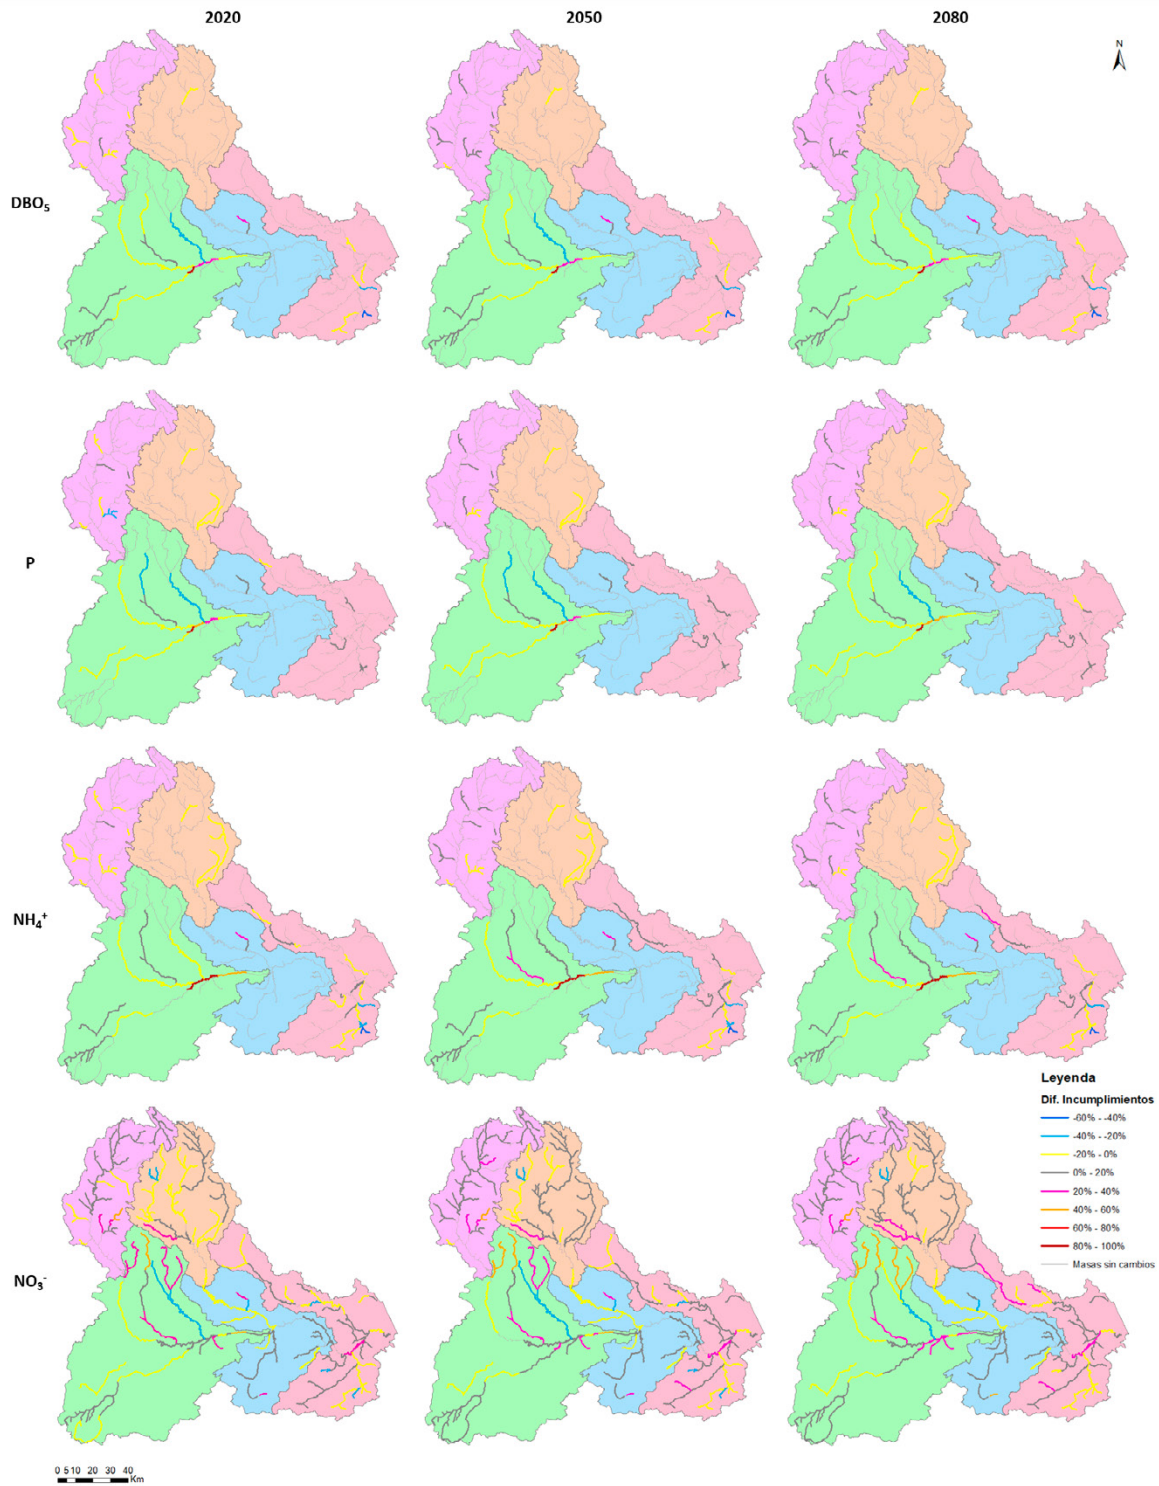 2020 2050 2080
N
DBO₅
P
NH₄⁺
Leyenda
Dif. Incumplimientos
-60% - -40%
-40% - -20%
-20% - 0%
0% - 20%
20% - 40%
40% - 60%
60% - 80%
80% - 100%
Masas sin cambios
NO₃⁻
0 5 10 20 30 40 Km